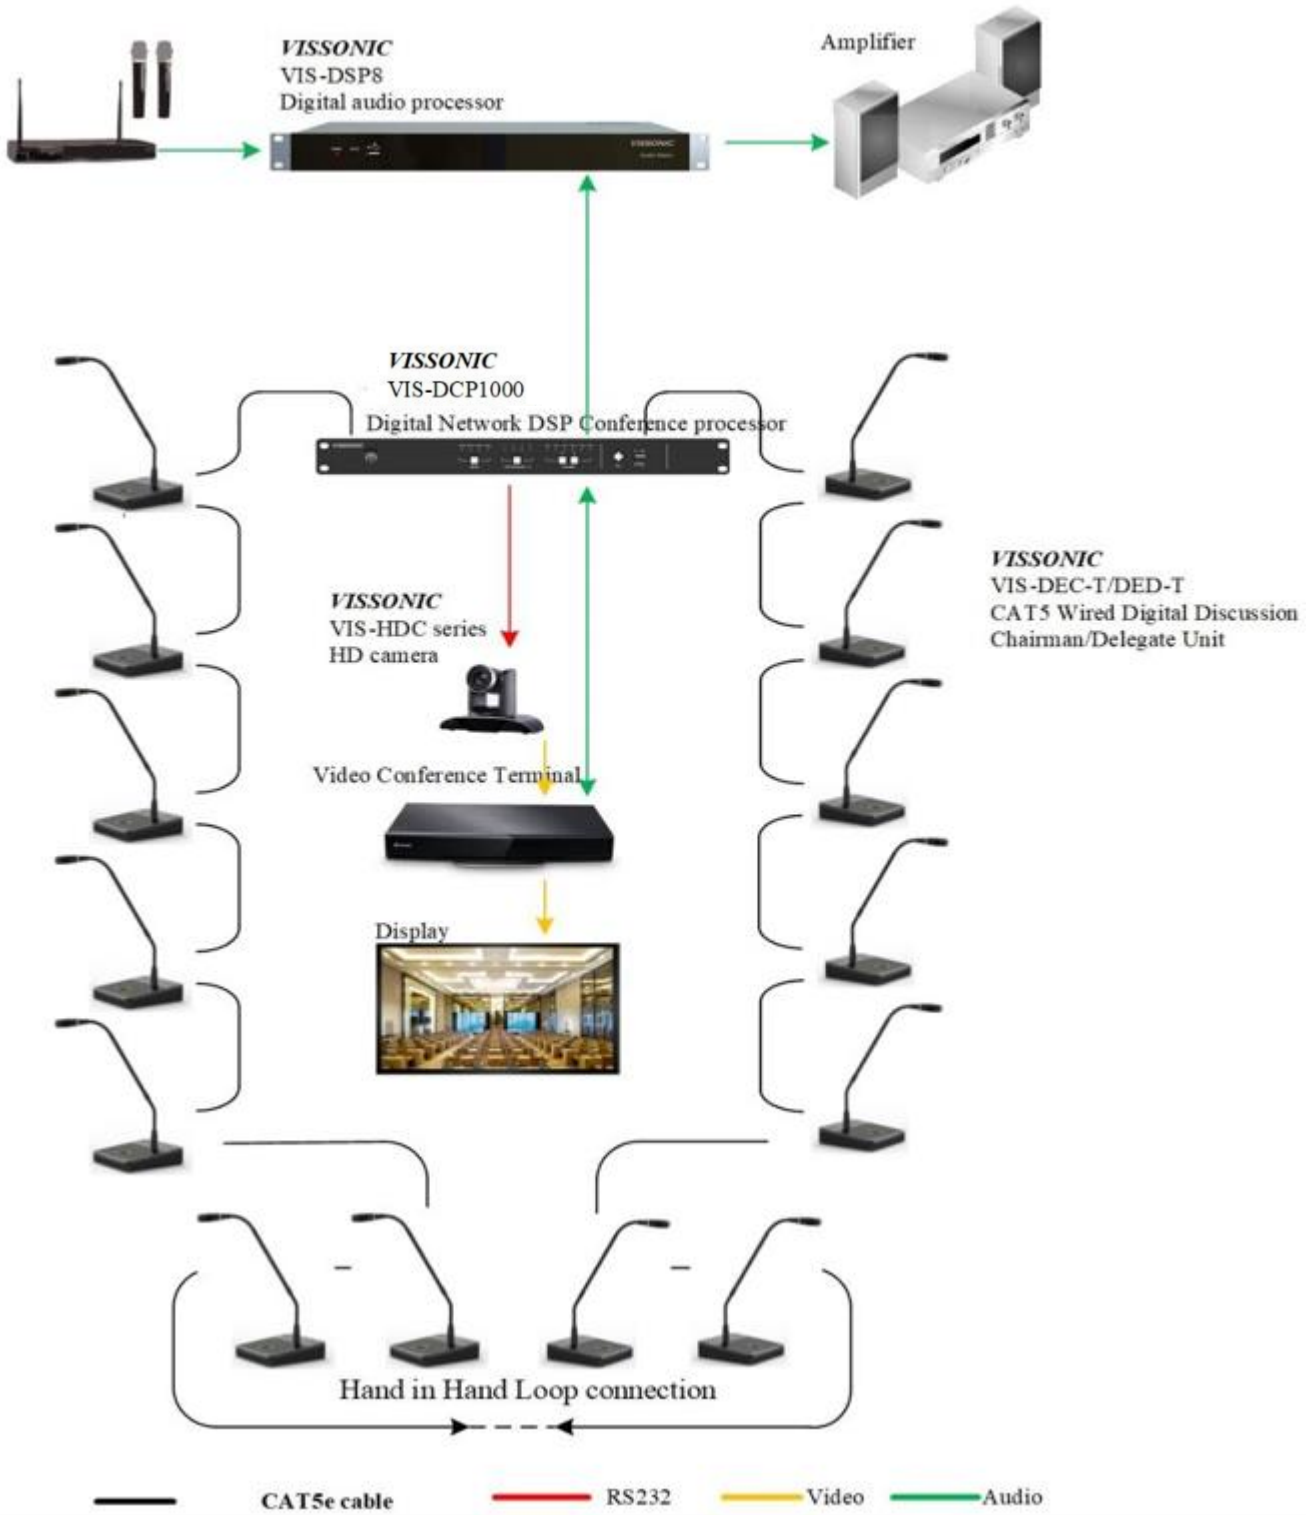 VISSONIC
VIS-DSP8
Digital audio processor
Amplifier
VISSONIC
VISSONIC
VIS-DCP1000
Digital Network DSP Conference processor
VISSONIC
VIS-DEC-T/DED-T
CAT5 Wired Digital Discussion
Chairman/Delegate Unit
VISSONIC
VIS-HDC series
HD camera
Video Conference Terminal
Display
Hand in Hand Loop connection
CAT5e cable
RS232
Video
Audio